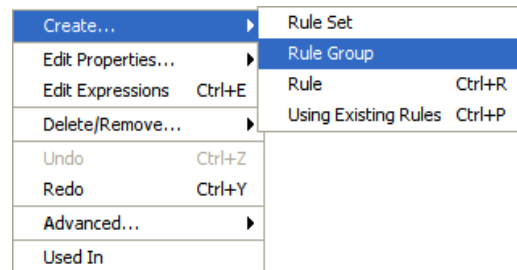 Create...
Edit Properties...
Edit Expressions Ctrl+E
Delete/Remove...
Undo Ctrl+Z
Redo Ctrl+Y
Advanced...
Used In
Rule Set
Rule Group
Rule Ctrl+R
Using Existing Rules Ctrl+P